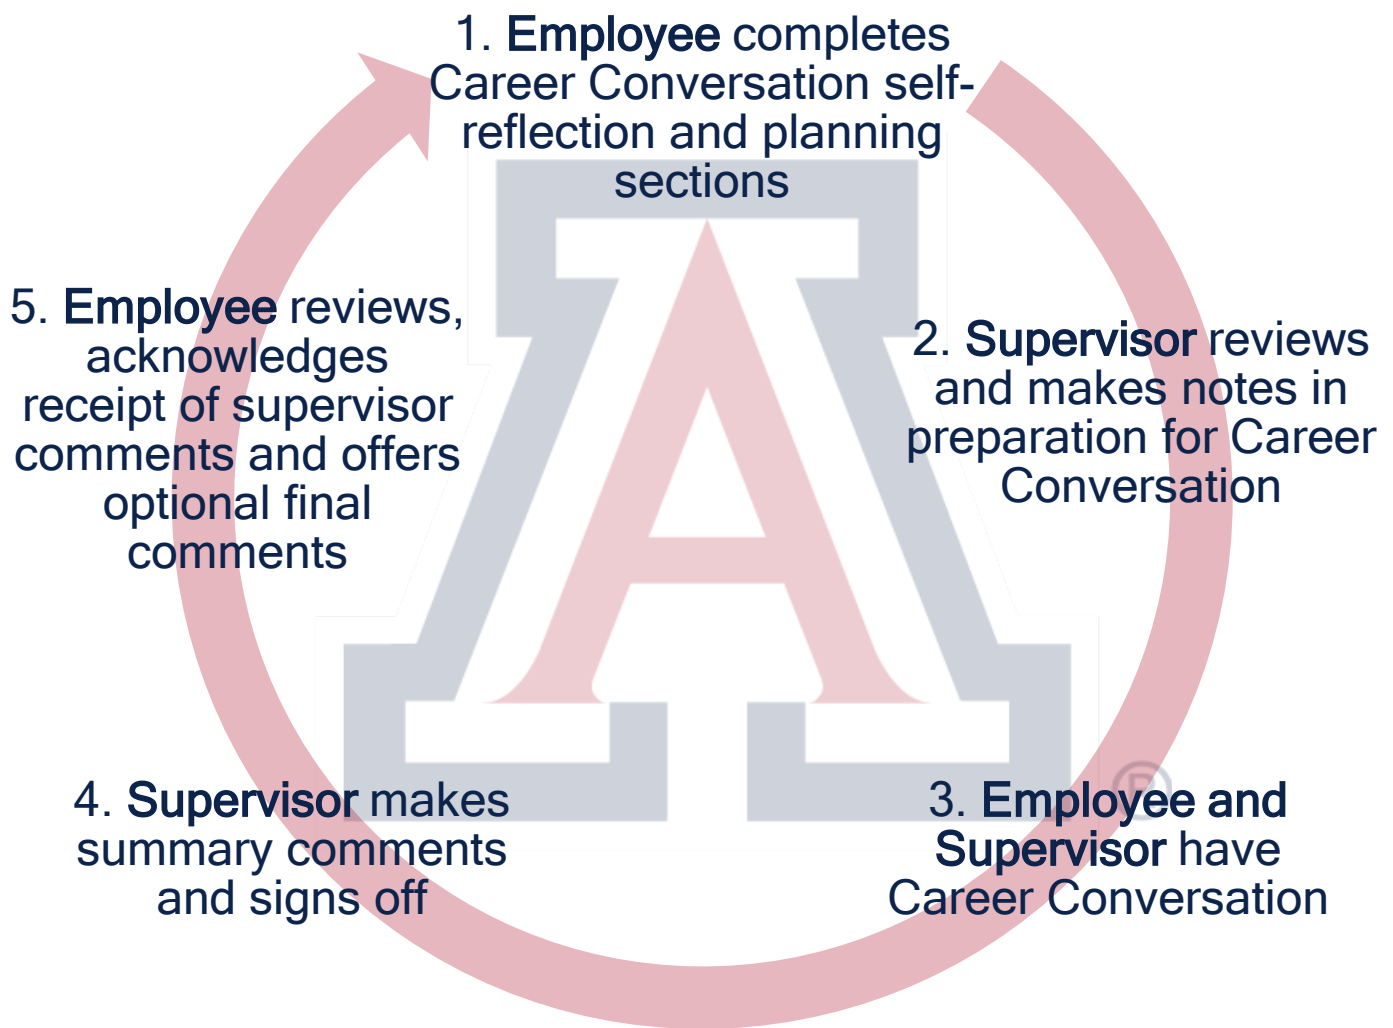 1. Employee completes
Career Conversation self-
reflection and planning
sections
2. Supervisor reviews
and makes notes in
preparation for Career
Conversation
3. Employee and
Supervisor have
Career Conversation
4. Supervisor makes
summary comments
and signs off
5. Employee reviews,
acknowledges
receipt of supervisor
comments and offers
optional final
comments
A
®